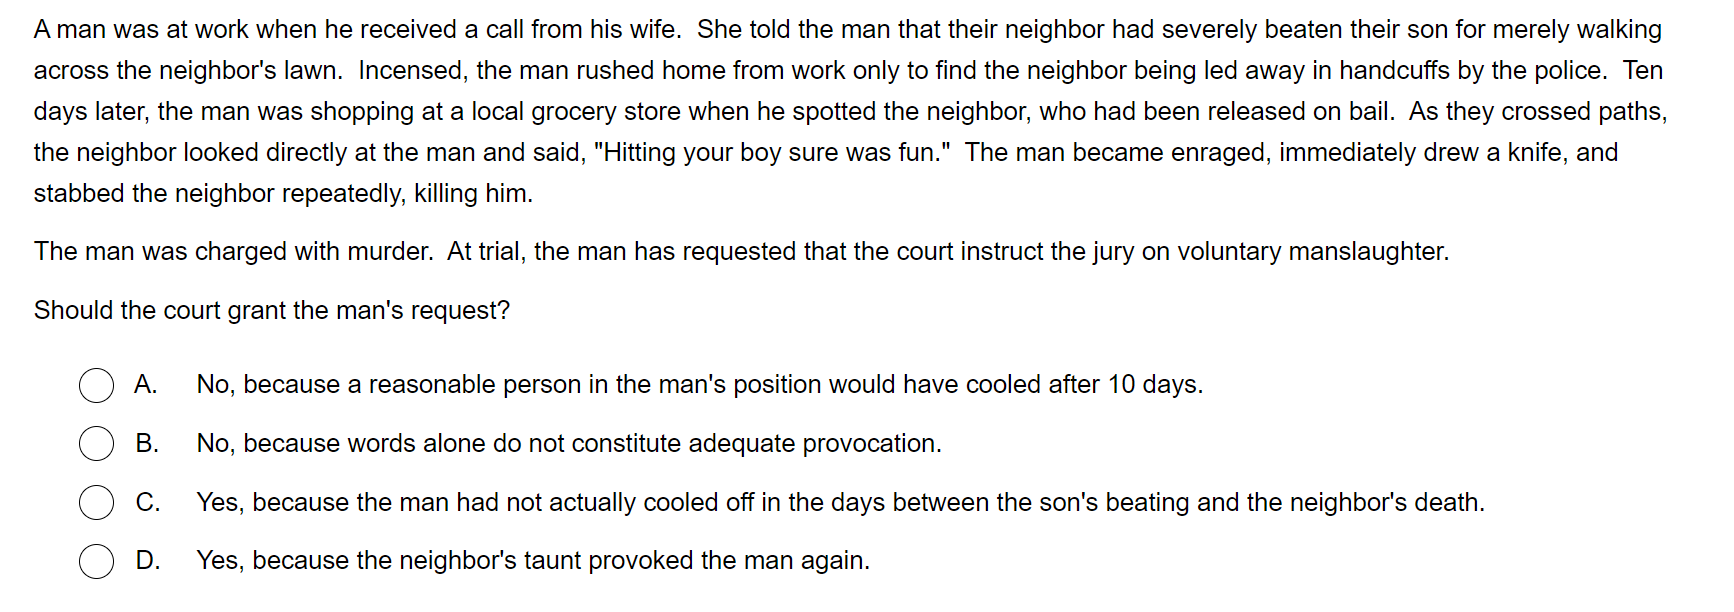 A man was at work when he received a call from his wife.  She told the man that their neighbor had severely beaten their son for merely walking
across the neighbor's lawn.  Incensed, the man rushed home from work only to find the neighbor being led away in handcuffs by the police.  Ten
days later, the man was shopping at a local grocery store when he spotted the neighbor, who had been released on bail.  As they crossed paths,
the neighbor looked directly at the man and said, "Hitting your boy sure was fun."  The man became enraged, immediately drew a knife, and
stabbed the neighbor repeatedly, killing him.
The man was charged with murder.  At trial, the man has requested that the court instruct the jury on voluntary manslaughter.
Should the court grant the man's request?
A. No, because a reasonable person in the man's position would have cooled after 10 days.
B. No, because words alone do not constitute adequate provocation.
C. Yes, because the man had not actually cooled off in the days between the son's beating and the neighbor's death.
D. Yes, because the neighbor's taunt provoked the man again.